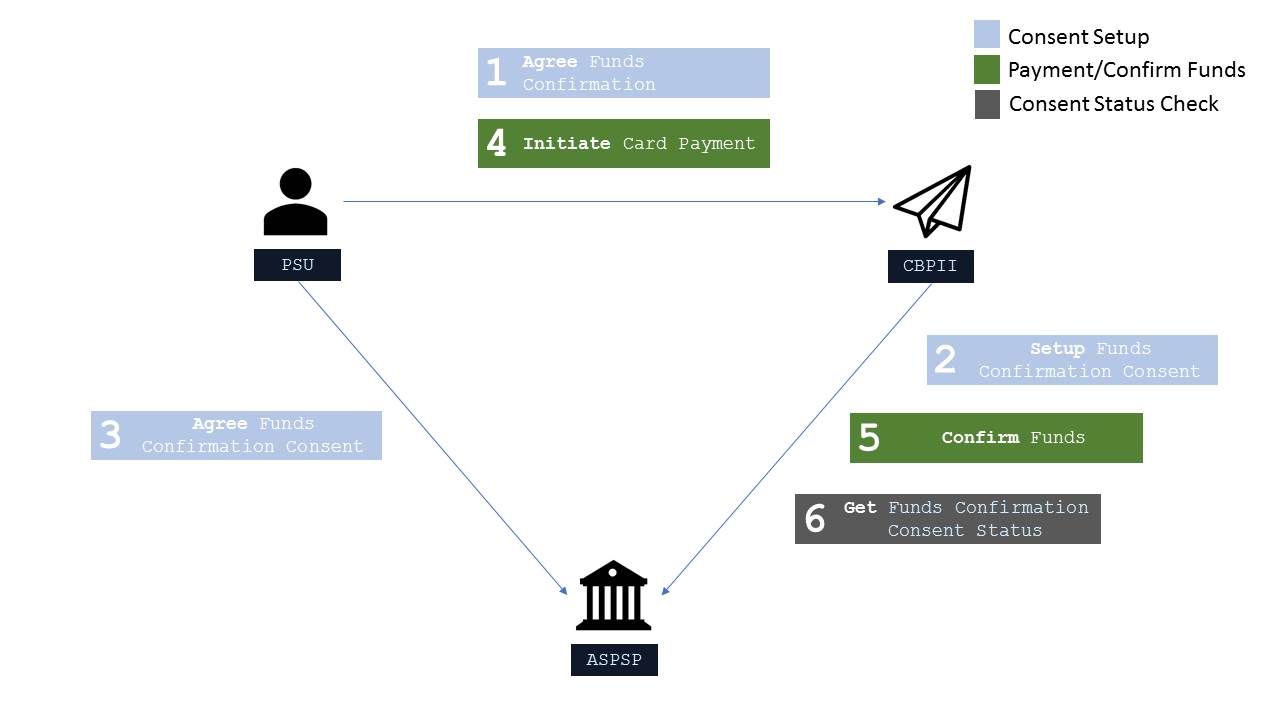 Consent Setup
Payment/Confirm Funds
Consent Status Check
1 Agree Funds
Confirmation
4 Initiate Card Payment
PSU
CBPII
2 Setup Funds
Confirmation Consent
3 Agree Funds
Confirmation Consent
5 Confirm Funds
6 Get Funds Confirmation
Consent Status
ASPSP